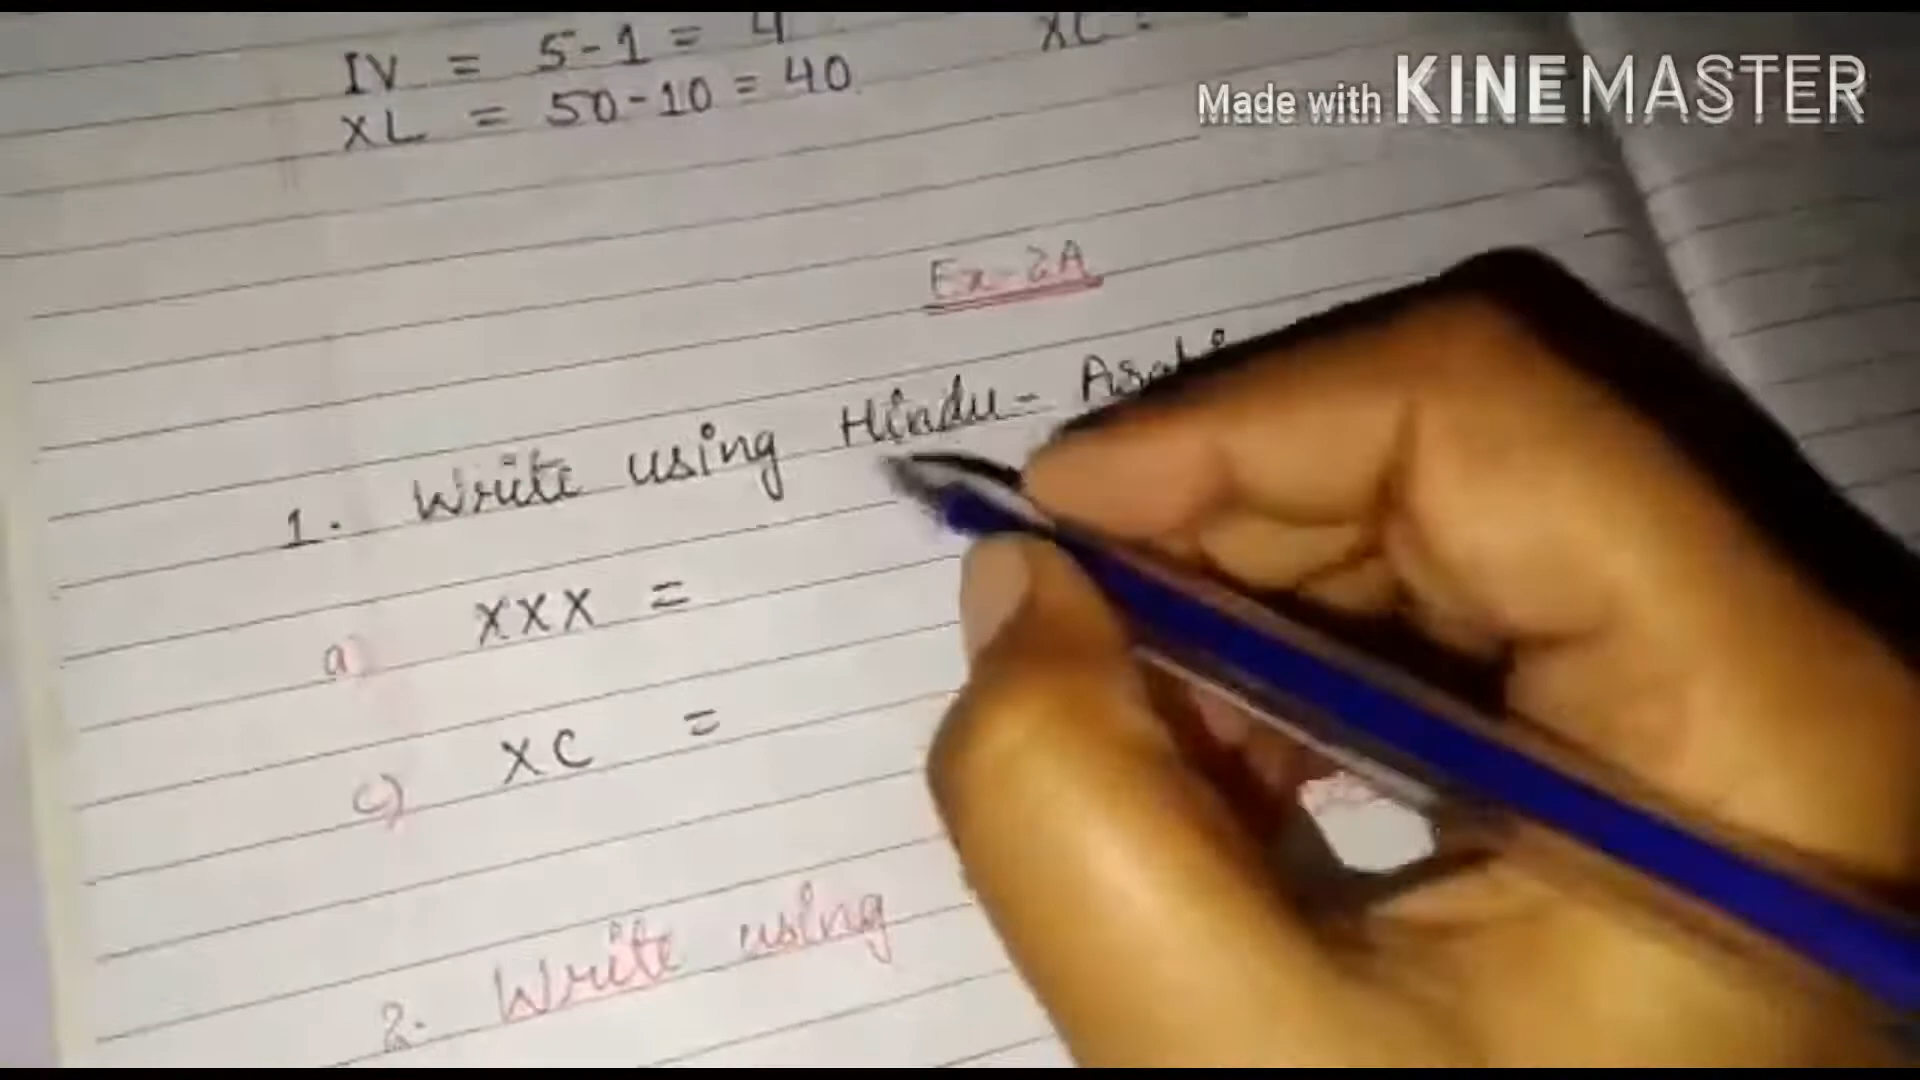 IV = 5-1 = 4
XL = 50-10 = 40
XC =
Made with KINEMASTER
Ex-2A
1. Write using Hindu-
a) XXX =
c) XC =
2. Write using